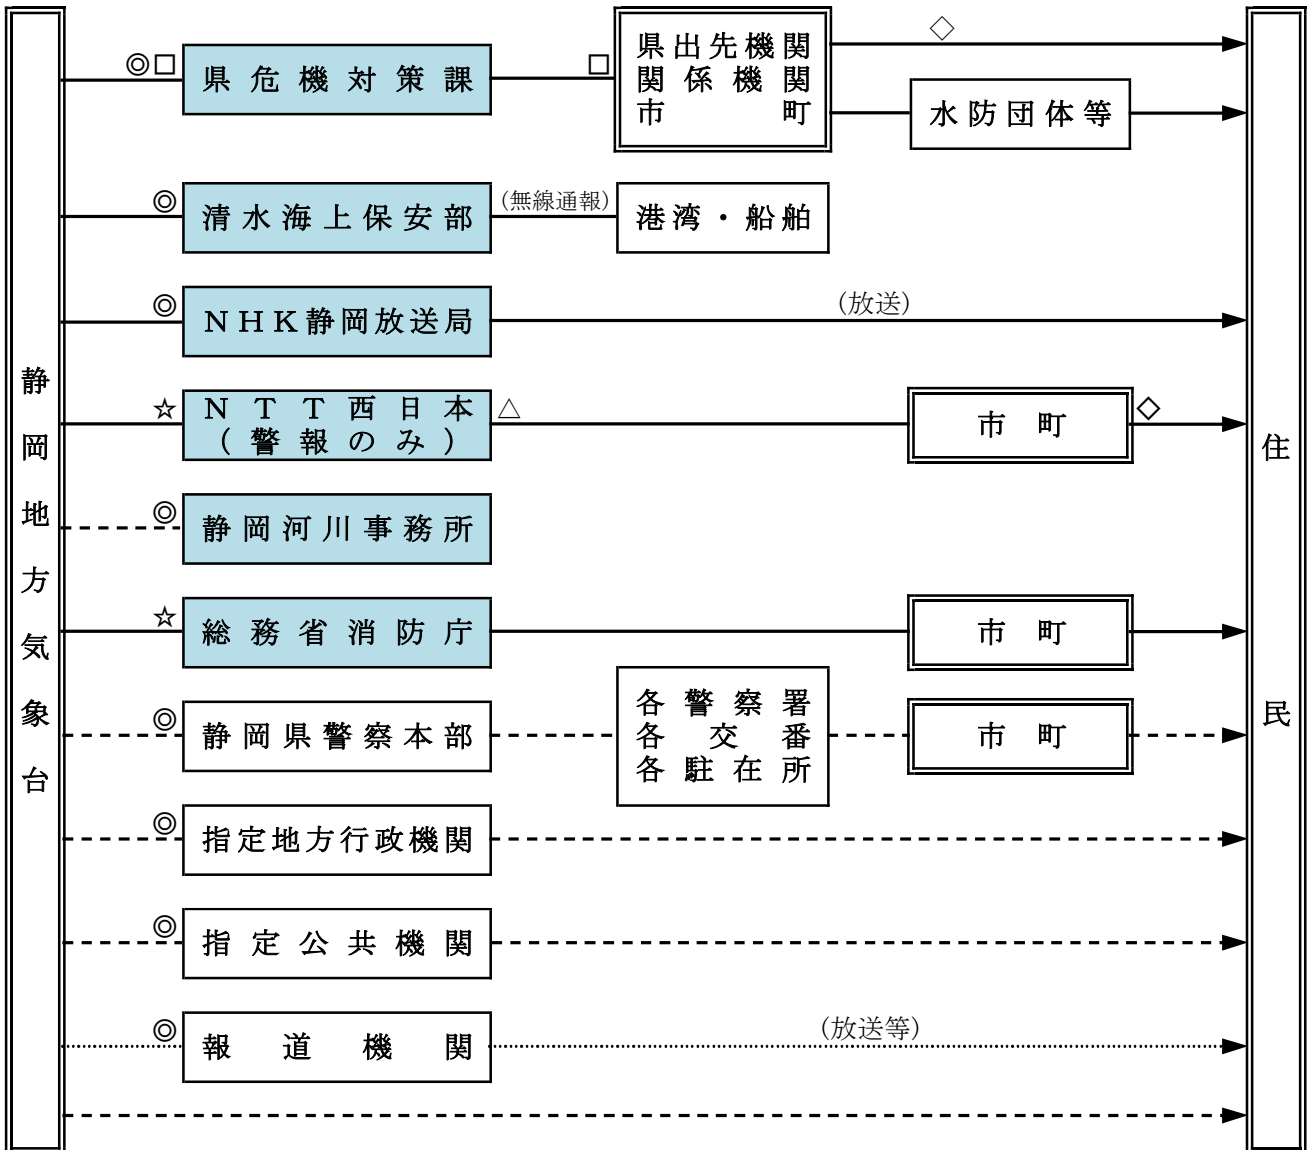 静岡地方気象台
◎□
県危機対策課
□
県出先機関
関係機関
市町
◇
水防団体等
◎
清水海上保安部
(無線通報)
港湾・船舶
◎
NHK静岡放送局
(放送)
☆
NTT西日本
(警報のみ)
△
市町
◇
◎
静岡河川事務所
☆
総務省消防庁
市町
◎
静岡県警察本部
各警察署
各交番
各駐在所
市町
◎
指定地方行政機関
◎
指定公共機関
◎
報道機関
(放送等)
住民